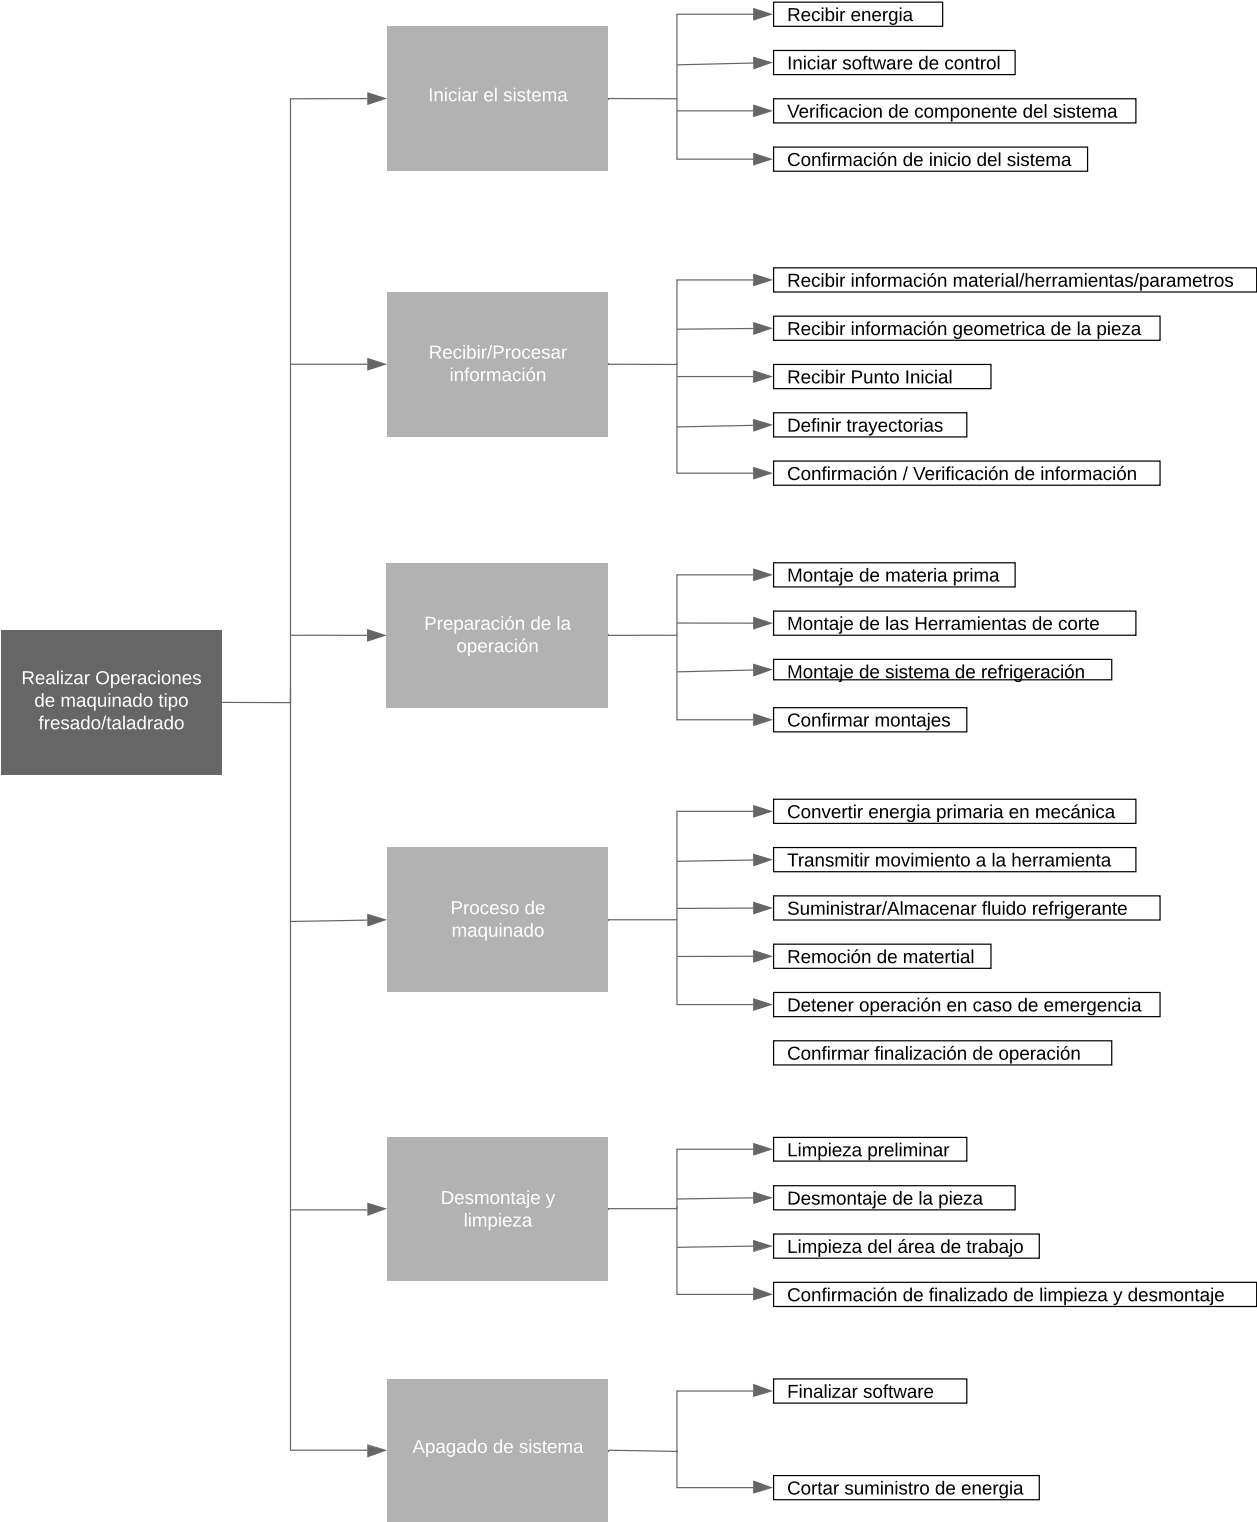 Realizar Operaciones
de maquinado tipo
fresado/taladrado
Iniciar el sistema
Recibir energia
Iniciar software de control
Verificacion de componente del sistema
Confirmación de inicio del sistema
Recibir/Procesar
información
Recibir información material/herramientas/parametros
Recibir información geometrica de la pieza
Recibir Punto Inicial
Definir trayectorias
Confirmación / Verificación de información
Preparación de la
operación
Montaje de materia prima
Montaje de las Herramientas de corte
Montaje de sistema de refrigeración
Confirmar montajes
Proceso de
maquinado
Convertir energia primaria en mecánica
Transmitir movimiento a la herramienta
Suministrar/Almacenar fluido refrigerante
Remoción de matertial
Detener operación en caso de emergencia
Confirmar finalización de operación
Desmontaje y
limpieza
Limpieza preliminar
Desmontaje de la pieza
Limpieza del área de trabajo
Confirmación de finalizado de limpieza y desmontaje
Apagado de sistema
Finalizar software
Cortar suministro de energia